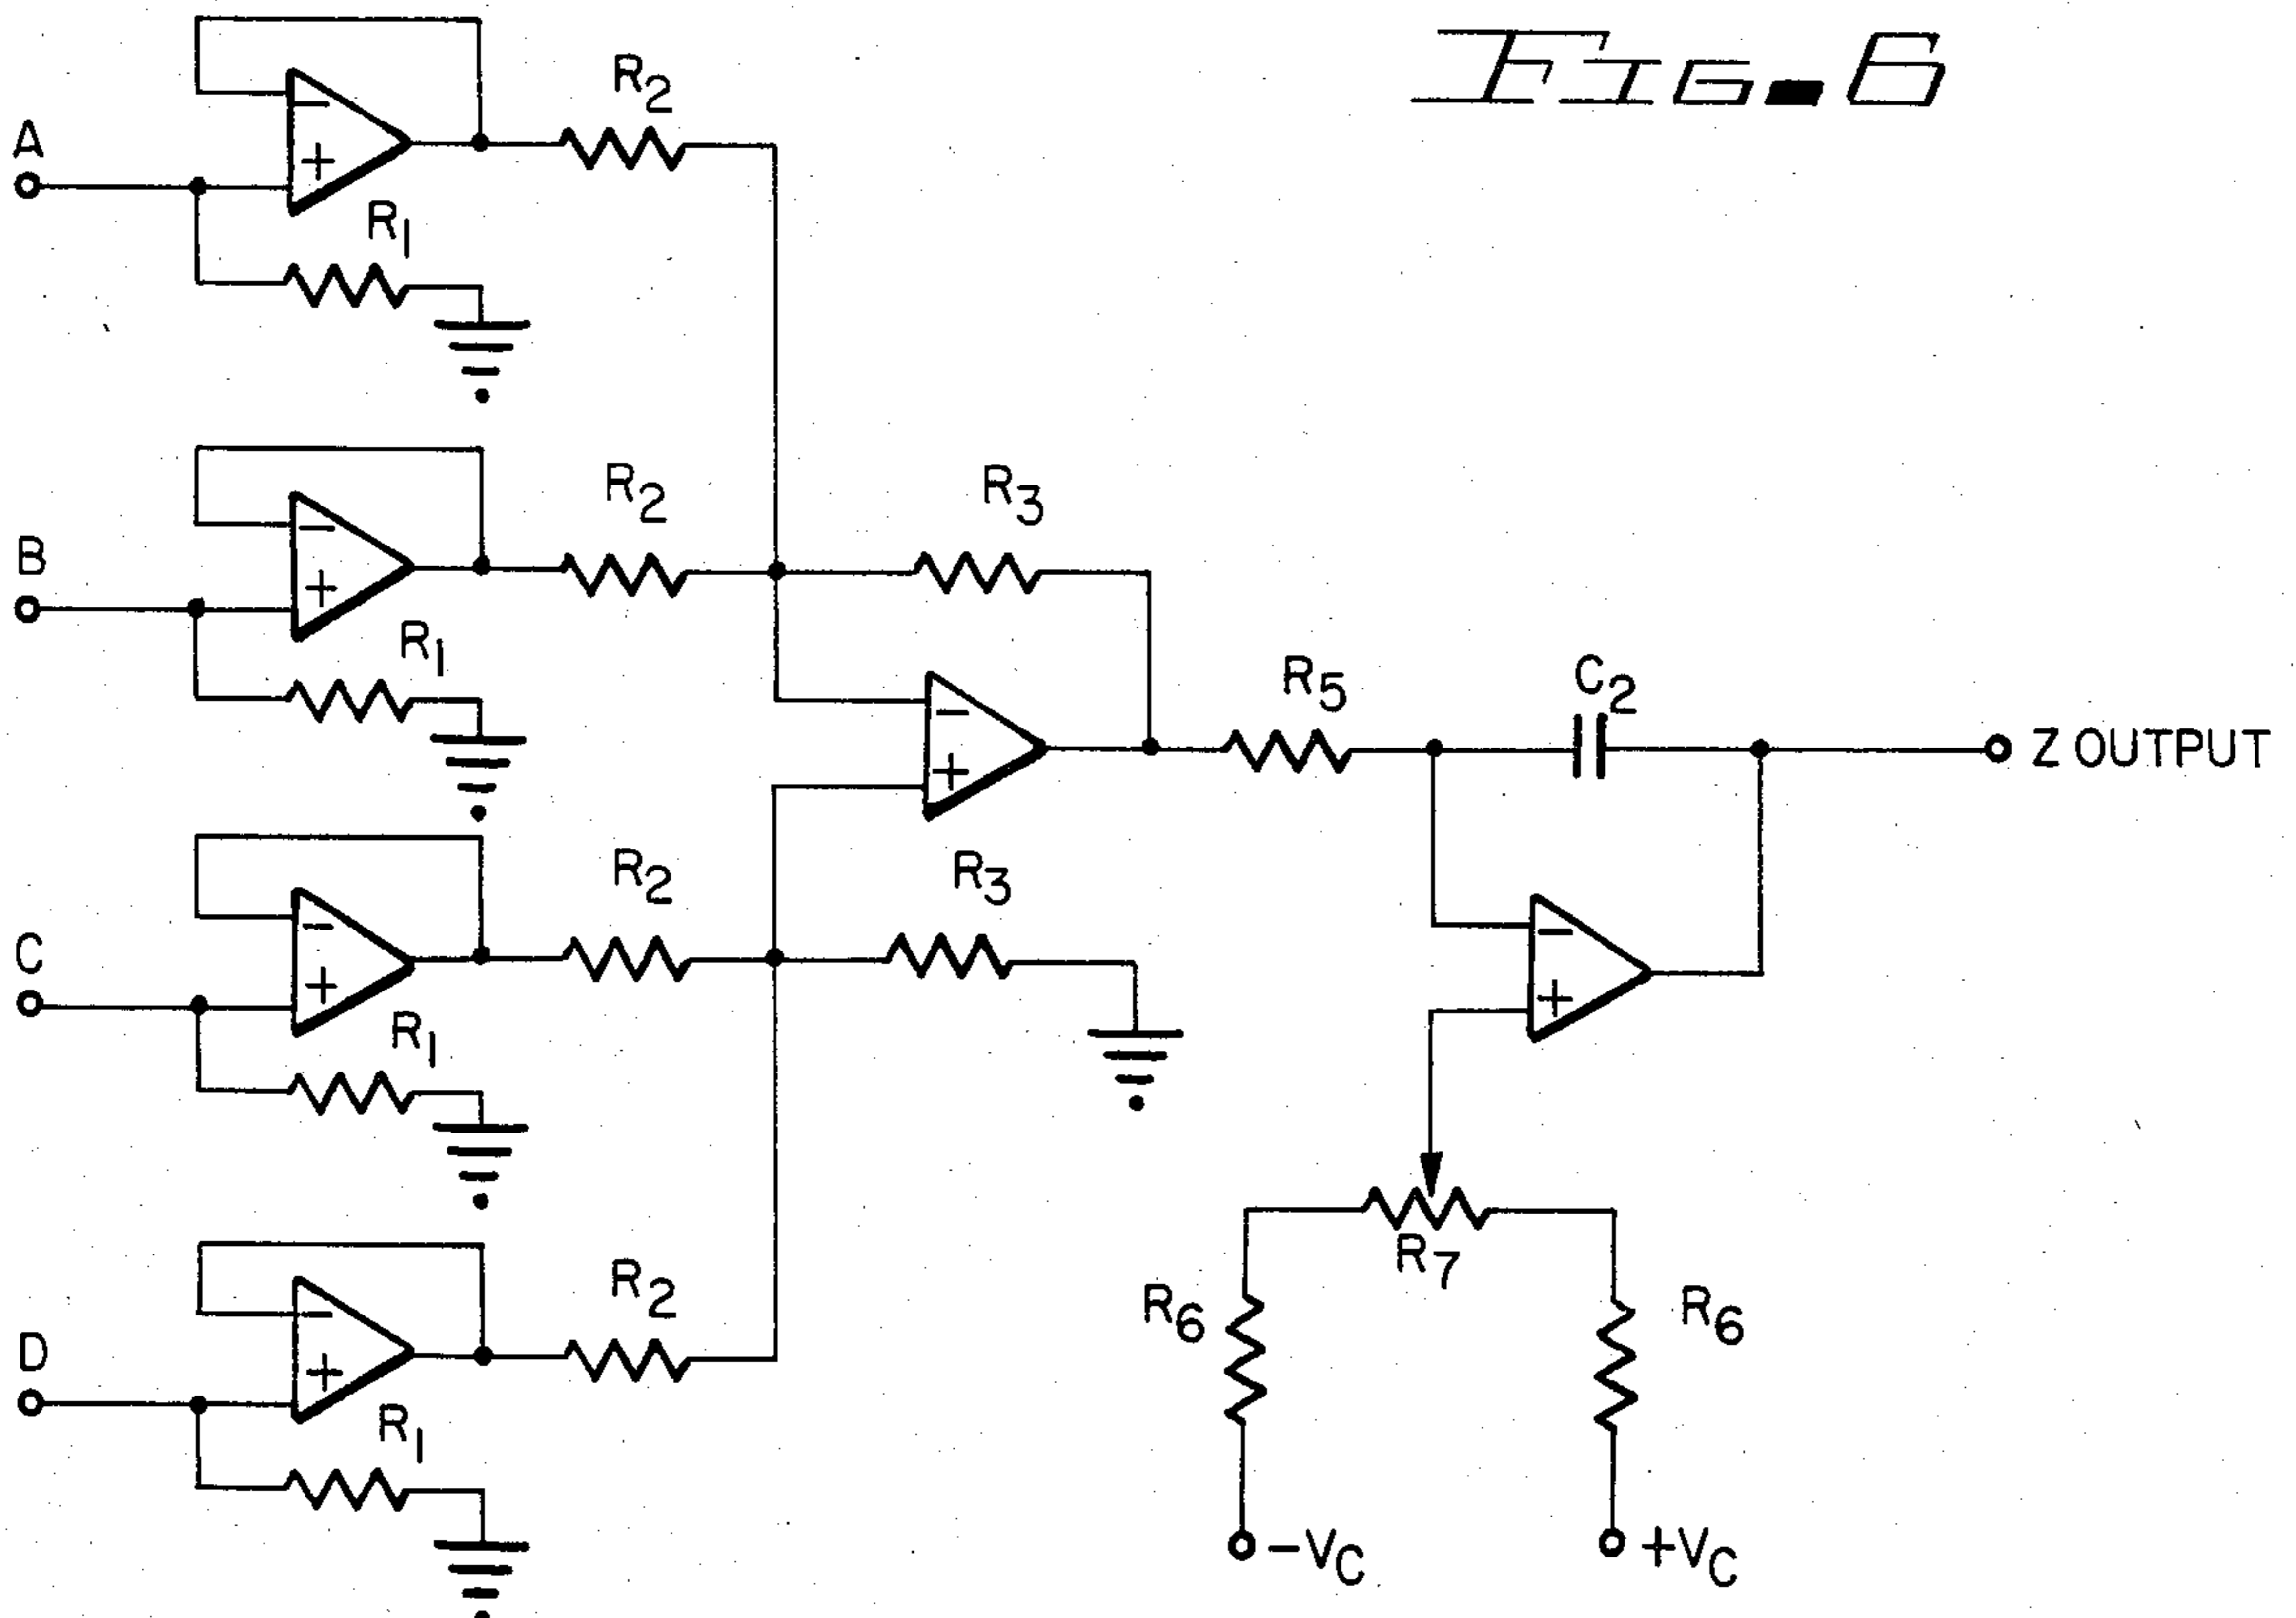 FIG. 6
A
R2
R1
B
R2
R3
R1
R5
C2
Z OUTPUT
C
R2
R3
R1
D
R2
R1
R7
R6
R6
−VC
+VC
− +
− +
− +
− +
− +
− +